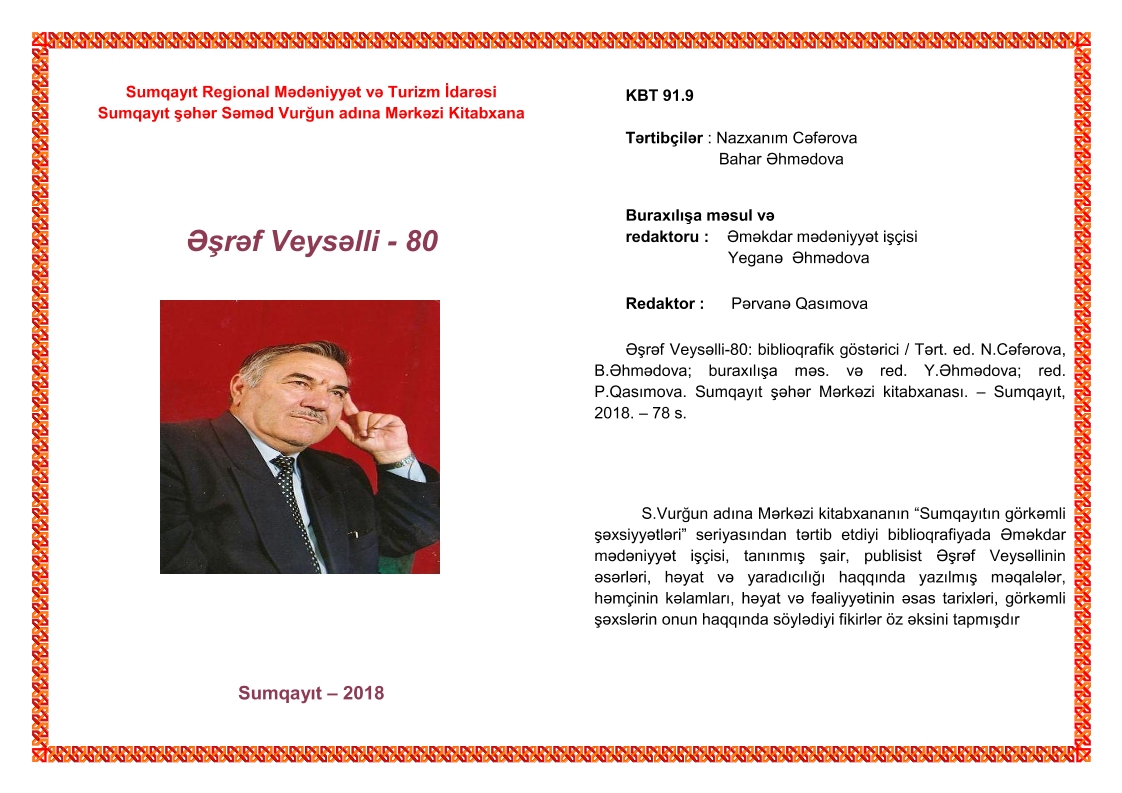 Sumqayıt Regional Mədəniyyət və Turizm İdarəsi
Sumqayıt şəhər Səməd Vurğun adına Mərkəzi Kitabxana
Əşrəf Veysəlli - 80
Sumqayıt – 2018
KBT 91.9
Tərtibçilər : Nazxanım Cəfərova
Bahar Əhmədova
Buraxılışa məsul və
redaktoru : Əməkdar mədəniyyət işçisi
Yeganə Əhmədova
Redaktor : Pərvanə Qasımova
Əşrəf Veysəlli-80: biblioqrafik göstərici / Tərt. ed. N.Cəfərova,
B.Əhmədova; buraxılışa məs. və red. Y.Əhmədova; red.
P.Qasımova. Sumqayıt şəhər Mərkəzi kitabxanası. – Sumqayıt,
2018. – 78 s.
S.Vurğun adına Mərkəzi kitabxananın “Sumqayıtın görkəmli
şəxsiyyətləri” seriyasından tərtib etdiyi biblioqrafiyada Əməkdar
mədəniyyət işçisi, tanınmış şair, publisist Əşrəf Veysəllinin
əsərləri, həyat və yaradıcılığı haqqında yazılmış məqalələr,
həmçinin kəlamları, həyat və fəaliyyətinin əsas tarixləri, görkəmli
şəxslərin onun haqqında söylədiyi fikirlər öz əksini tapmışdır